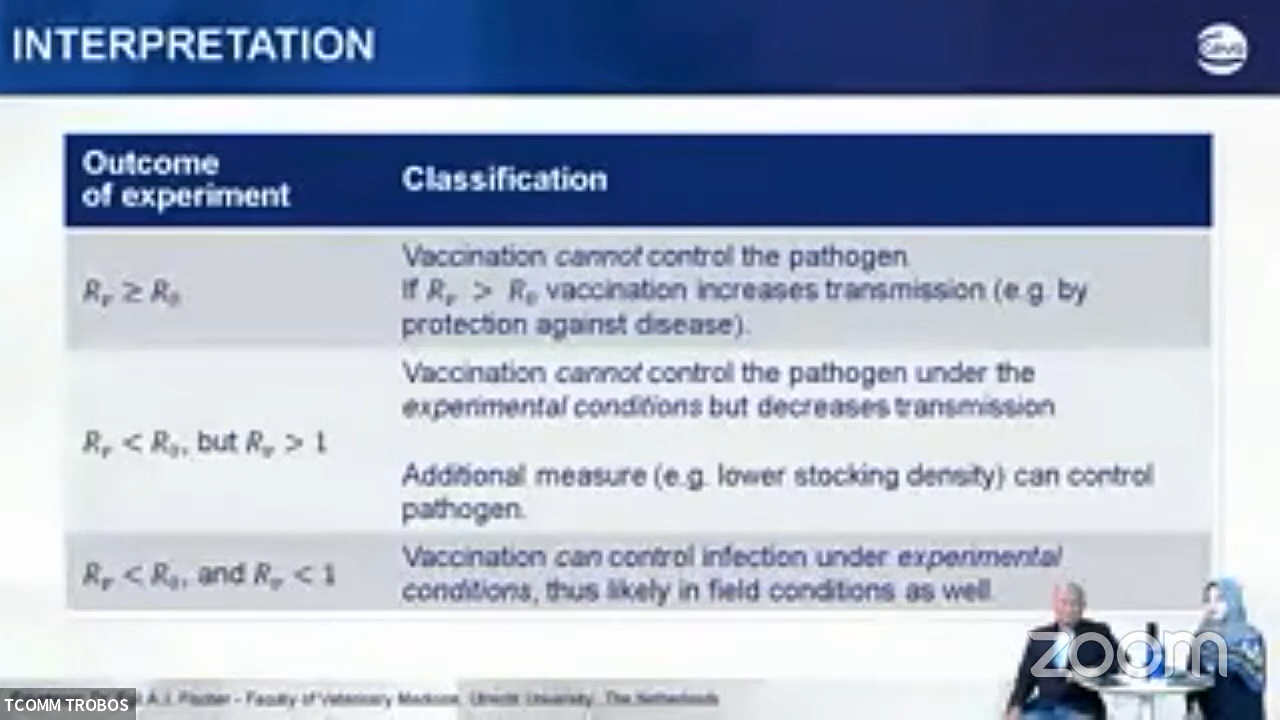 INTERPRETATION
Ceva
Outcome
of experiment
Classification
Rᵥ ≥ R₀
Vaccination cannot control the pathogen.
If Rᵥ > R₀ vaccination increases transmission (e.g. by
protection against disease).
Rᵥ < R₀, but Rᵥ > 1
Vaccination cannot control the pathogen under the
experimental conditions but decreases transmission
Additional measure (e.g. lower stocking density) can control
pathogen.
Rᵥ < R₀, and Rᵥ < 1
Vaccination can control infection under experimental
conditions, thus likely in field conditions as well.
zoom
A.J. Fischer - Faculty of Veterinary Medicine, Utrecht University, The Netherlands
TCOMM TROBOS